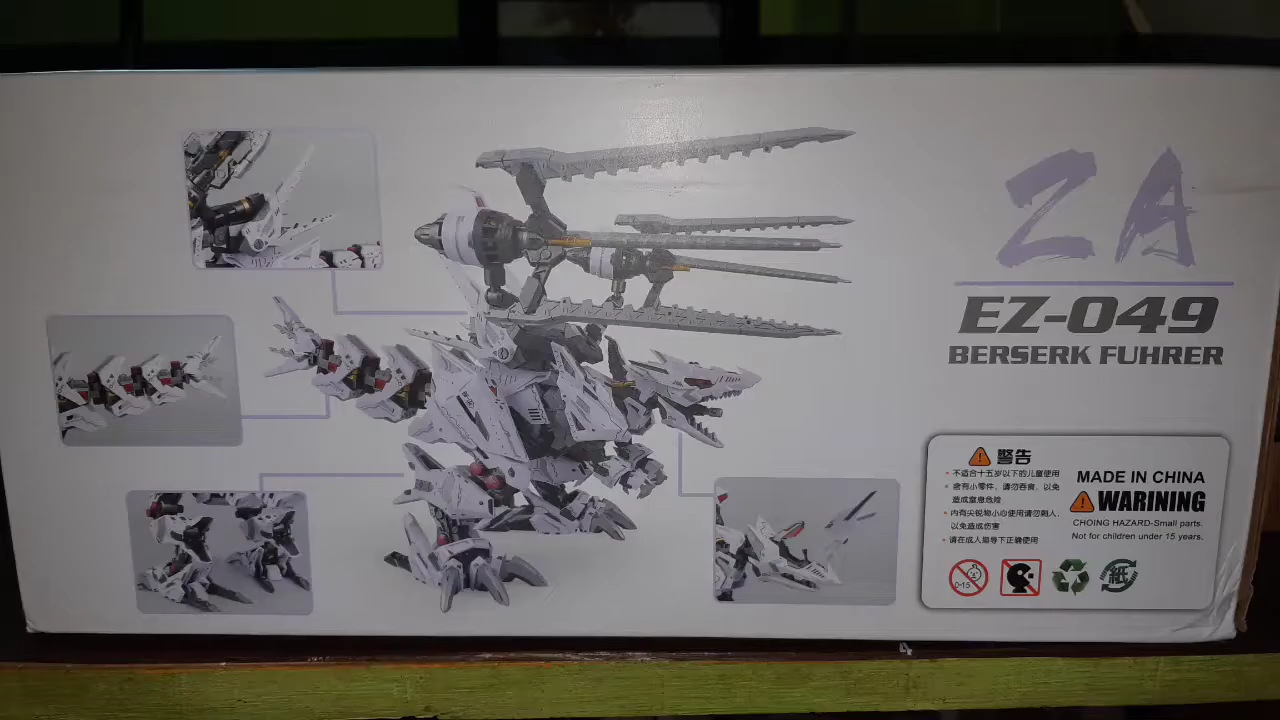 ZA
EZ-049
BERSERK FUHRER
警告
• 不适合十五岁以下的儿童使用
• 含有小零件，请勿吞食，以免
造成窒息危险
• 内有尖锐物小心使用请勿刺人，
以免造成伤害
• 请在成人指导下正确使用
MADE IN CHINA
WARINING
CHOING HAZARD-Small parts.
Not for children under 15 years.
0-15
紙
4